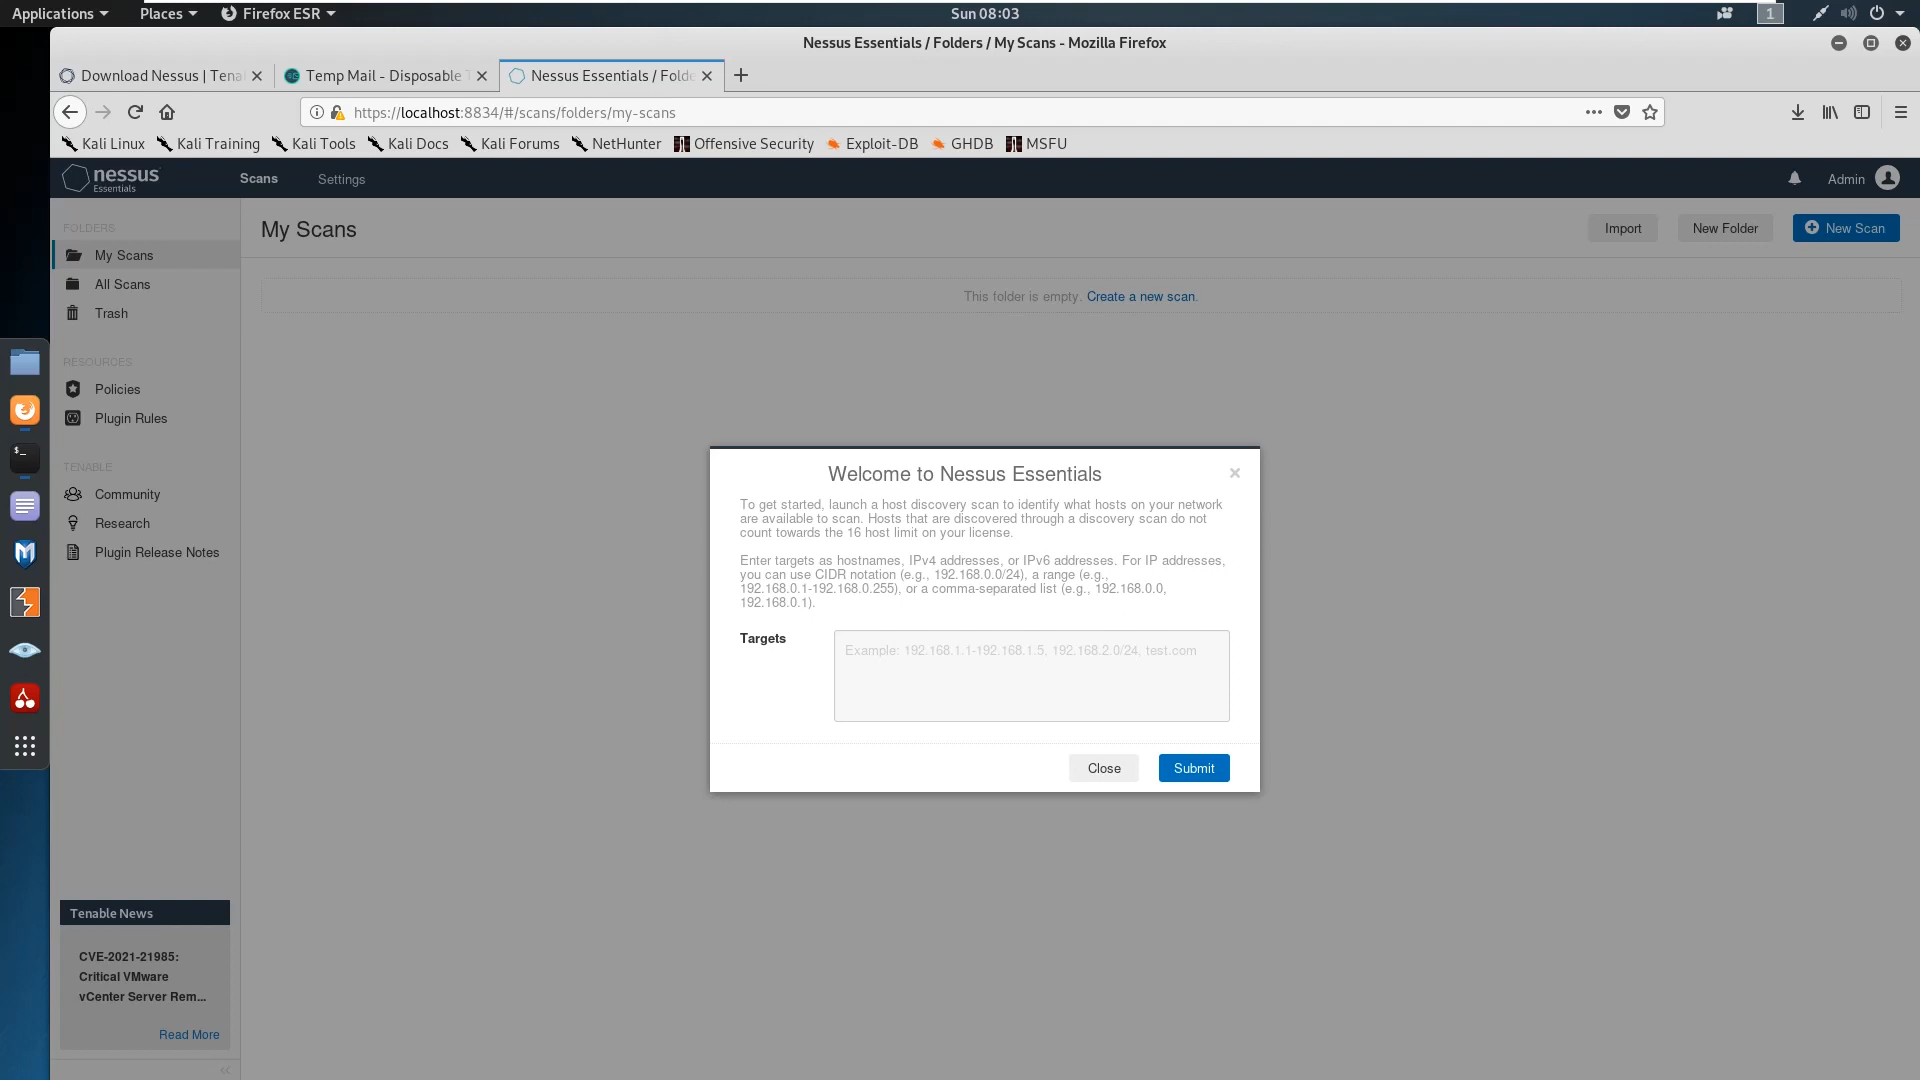 Applications Places Firefox ESR Sun 08:03 1
Nessus Essentials / Folders / My Scans - Mozilla Firefox
Download Nessus | Tena Temp Mail - Disposable T Nessus Essentials / Folde
https://localhost:8834/#/scans/folders/my-scans
Kali Linux Kali Training Kali Tools Kali Docs Kali Forums NetHunter Offensive Security Exploit-DB GHDB MSFU
nessus Essentials Scans Settings Admin
FOLDERS
My Scans
All Scans
Trash
RESOURCES
Policies
Plugin Rules
TENABLE
Community
Research
Plugin Release Notes
Tenable News
CVE-2021-21985:
Critical VMware
vCenter Server Rem...
Read More
My Scans Import New Folder New Scan
This folder is empty. Create a new scan.
Welcome to Nessus Essentials
To get started, launch a host discovery scan to identify what hosts on your network
are available to scan. Hosts that are discovered through a discovery scan do not
count towards the 16 host limit on your license.
Enter targets as hostnames, IPv4 addresses, or IPv6 addresses. For IP addresses,
you can use CIDR notation (e.g., 192.168.0.0/24), a range (e.g.,
192.168.0.1-192.168.0.255), or a comma-separated list (e.g., 192.168.0.0,
192.168.0.1).
Targets
Example: 192.168.1.1-192.168.1.5, 192.168.2.0/24, test.com
Close Submit